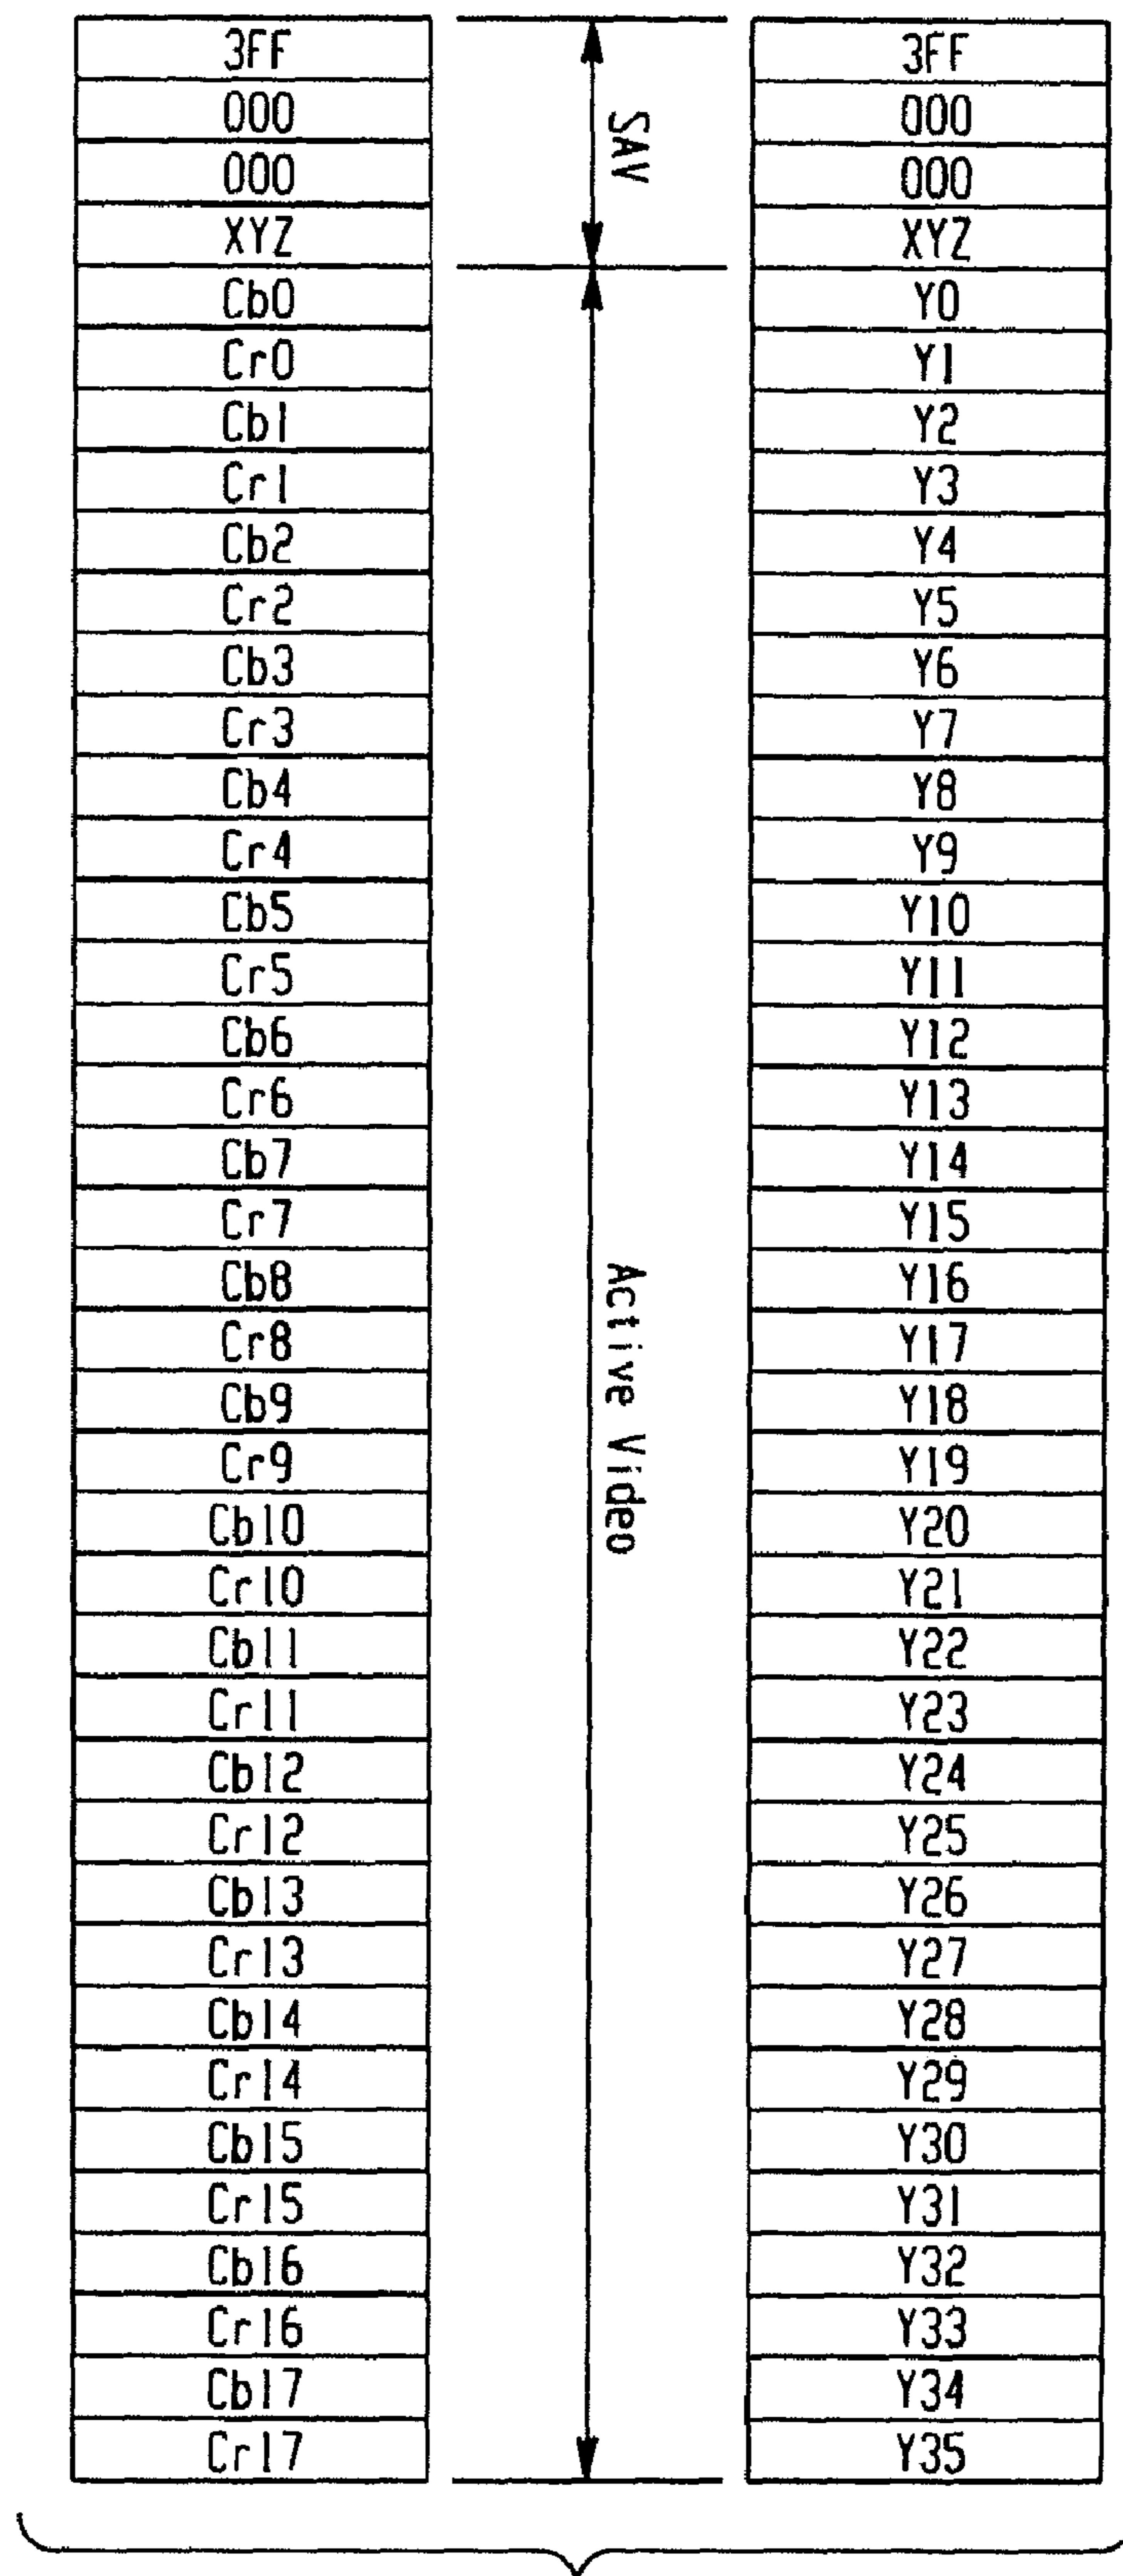 3FF
000
000
XYZ
Cb0
Cr0
Cb1
Cr1
Cb2
Cr2
Cb3
Cr3
Cb4
Cr4
Cb5
Cr5
Cb6
Cr6
Cb7
Cr7
Cb8
Cr8
Cb9
Cr9
Cb10
Cr10
Cb11
Cr11
Cb12
Cr12
Cb13
Cr13
Cb14
Cr14
Cb15
Cr15
Cb16
Cr16
Cb17
Cr17
SAV
Active Video
3FF
000
000
XYZ
Y0
Y1
Y2
Y3
Y4
Y5
Y6
Y7
Y8
Y9
Y10
Y11
Y12
Y13
Y14
Y15
Y16
Y17
Y18
Y19
Y20
Y21
Y22
Y23
Y24
Y25
Y26
Y27
Y28
Y29
Y30
Y31
Y32
Y33
Y34
Y35